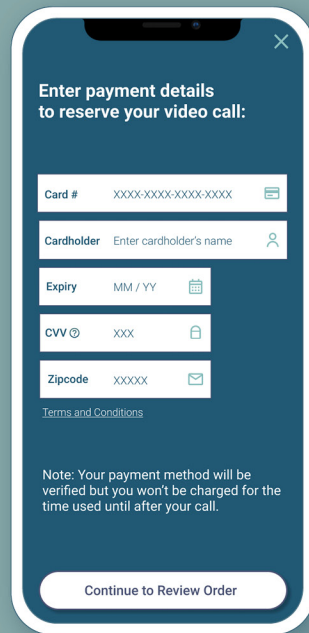 Enter payment details
to reserve your video call:
Card # XXXX-XXXX-XXXX-XXXX
Cardholder Enter cardholder's name
Expiry MM / YY
CVV ? XXX
Zipcode XXXXX
Terms and Conditions
Note: Your payment method will be
verified but you won't be charged for the
time used until after your call.
Continue to Review Order